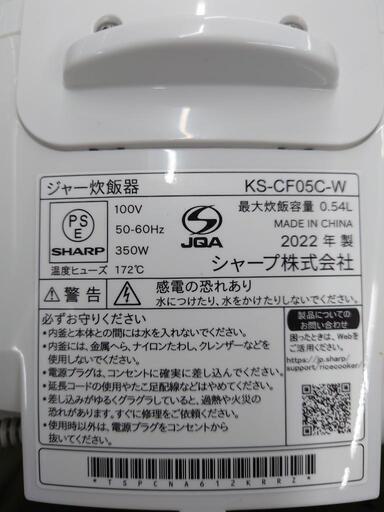 ジャー炊飯器 KS-CF05C-W
PSE
SHARP
100V
50-60Hz
350W
温度ヒューズ 172℃
JQA
最大炊飯容量 0.54L
MADE IN CHINA
2022 年 製
シャープ株式会社
⚠警告 感電の恐れあり
水につけたり、水をかけたりしないでください。
必ずお守りください
・内釜と本体との間には水を入れないでください。
・内釜には、金属へら、ナイロンたわし、クレンザーなどを
使用しないでください。
・電源プラグは、コンセントに確実に差し込んでください。
・延長コードの使用やたこ足配線などはやめてください。
・差し込みがゆるくグラグラしていると、過熱や火災の
恐れがあります。すぐに修理をご依頼ください。
・使用時以外は、電源プラグをコンセントから
抜いてください。
製品についての
お問い合わせ
困ったときは、Webを
ご覧ください。
https://jp.sharp/
support/ricecooker/
*TSPCNA612KRRZ*